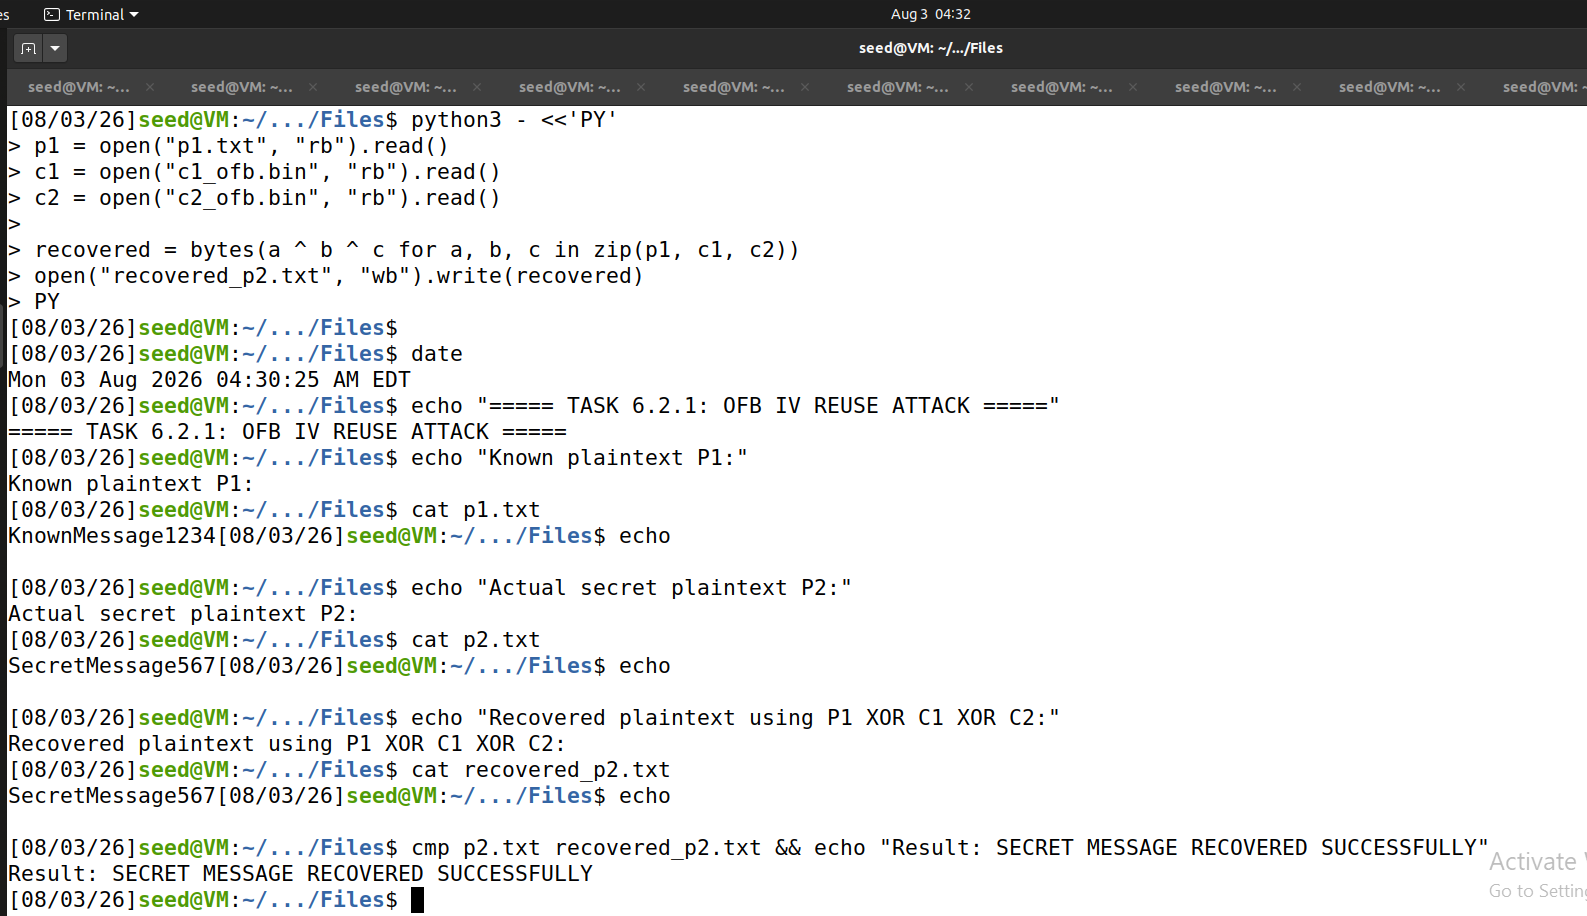 es Terminal Aug 3 04:32
seed@VM: ~/.../Files
seed@VM: ~... × seed@VM: ~... × seed@VM: ~... × seed@VM: ~... × seed@VM: ~... × seed@VM: ~... × seed@VM: ~... × seed@VM: ~... × seed@VM: ~... × seed@VM: ~
[08/03/26]seed@VM:~/.../Files$ python3 - <<'PY'
> p1 = open("p1.txt", "rb").read()
> c1 = open("c1_ofb.bin", "rb").read()
> c2 = open("c2_ofb.bin", "rb").read()
>
> recovered = bytes(a ^ b ^ c for a, b, c in zip(p1, c1, c2))
> open("recovered_p2.txt", "wb").write(recovered)
> PY
[08/03/26]seed@VM:~/.../Files$
[08/03/26]seed@VM:~/.../Files$ date
Mon 03 Aug 2026 04:30:25 AM EDT
[08/03/26]seed@VM:~/.../Files$ echo "===== TASK 6.2.1: OFB IV REUSE ATTACK ====="
===== TASK 6.2.1: OFB IV REUSE ATTACK =====
[08/03/26]seed@VM:~/.../Files$ echo "Known plaintext P1:"
Known plaintext P1:
[08/03/26]seed@VM:~/.../Files$ cat p1.txt
KnownMessage1234[08/03/26]seed@VM:~/.../Files$ echo

[08/03/26]seed@VM:~/.../Files$ echo "Actual secret plaintext P2:"
Actual secret plaintext P2:
[08/03/26]seed@VM:~/.../Files$ cat p2.txt
SecretMessage567[08/03/26]seed@VM:~/.../Files$ echo

[08/03/26]seed@VM:~/.../Files$ echo "Recovered plaintext using P1 XOR C1 XOR C2:"
Recovered plaintext using P1 XOR C1 XOR C2:
[08/03/26]seed@VM:~/.../Files$ cat recovered_p2.txt
SecretMessage567[08/03/26]seed@VM:~/.../Files$ echo

[08/03/26]seed@VM:~/.../Files$ cmp p2.txt recovered_p2.txt && echo "Result: SECRET MESSAGE RECOVERED SUCCESSFULLY"
Result: SECRET MESSAGE RECOVERED SUCCESSFULLY
[08/03/26]seed@VM:~/.../Files$
Activate
Go to Setting